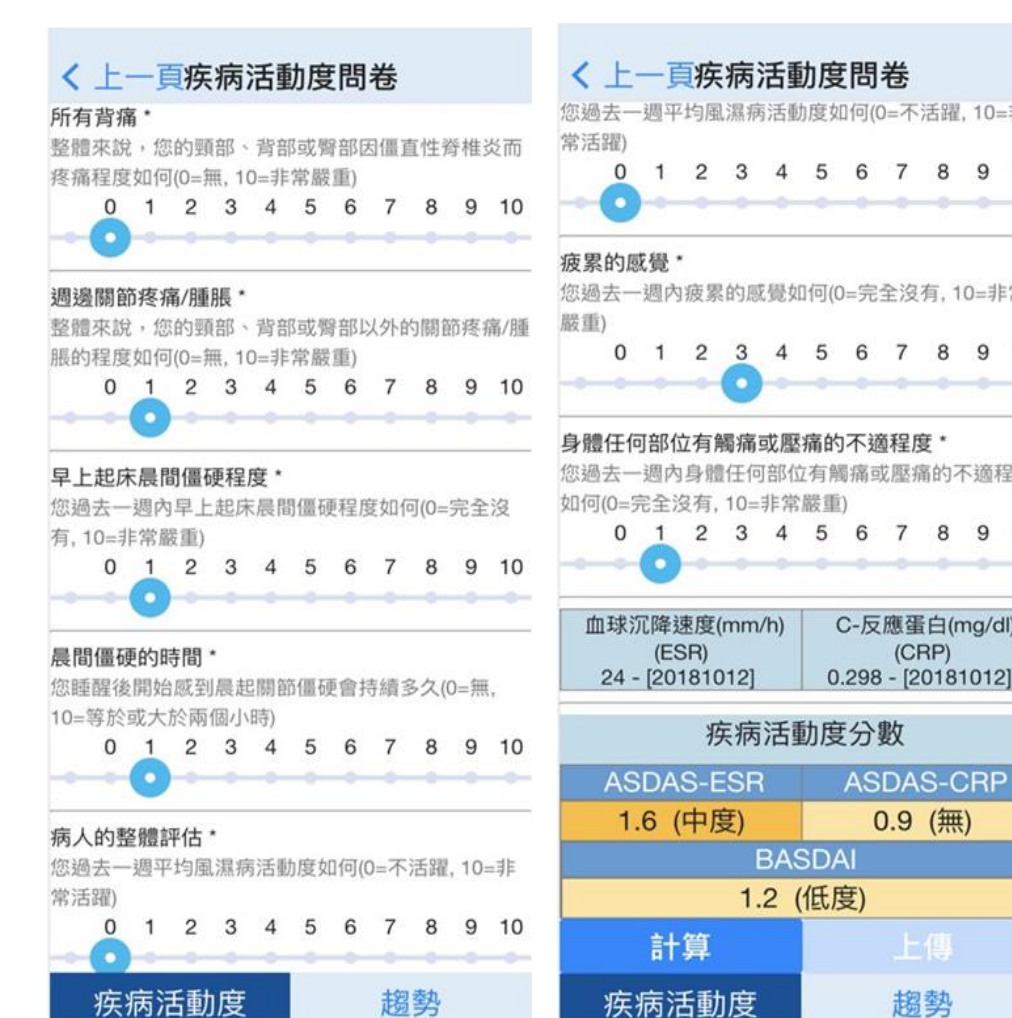 上一頁疾病活動度問卷
所有背痛 *
整體來說，您的頸部、背部或臀部因僵直性脊椎炎而
疼痛程度如何(0=無, 10=非常嚴重)
0 1 2 3 4 5 6 7 8 9 10
週邊關節疼痛/腫脹 *
整體來說，您的頸部、背部或臀部以外的關節疼痛/腫
脹的程度如何(0=無, 10=非常嚴重)
0 1 2 3 4 5 6 7 8 9 10
早上起床晨間僵硬程度 *
您過去一週內早上起床晨間僵硬程度如何(0=完全沒
有, 10=非常嚴重)
0 1 2 3 4 5 6 7 8 9 10
晨間僵硬的時間 *
您睡醒後開始感到晨起關節僵硬會持續多久(0=無,
10=等於或大於兩個小時)
0 1 2 3 4 5 6 7 8 9 10
病人的整體評估 *
您過去一週平均風濕病活動度如何(0=不活躍, 10=非
常活躍)
0 1 2 3 4 5 6 7 8 9 10
疾病活動度 趨勢
上一頁疾病活動度問卷
您過去一週平均風濕病活動度如何(0=不活躍, 10=
常活躍)
0 1 2 3 4 5 6 7 8 9
疲累的感覺 *
您過去一週內疲累的感覺如何(0=完全沒有, 10=非
嚴重)
0 1 2 3 4 5 6 7 8 9
身體任何部位有觸痛或壓痛的不適程度 *
您過去一週內身體任何部位有觸痛或壓痛的不適程
如何(0=完全沒有, 10=非常嚴重)
0 1 2 3 4 5 6 7 8 9
血球沉降速度(mm/h) C-反應蛋白(mg/dl)
(ESR) (CRP)
24 - [20181012] 0.298 - [20181012]
疾病活動度分數
ASDAS-ESR ASDAS-CRP
1.6 (中度) 0.9 (無)
BASDAI
1.2 (低度)
計算 上傳
疾病活動度 趨勢